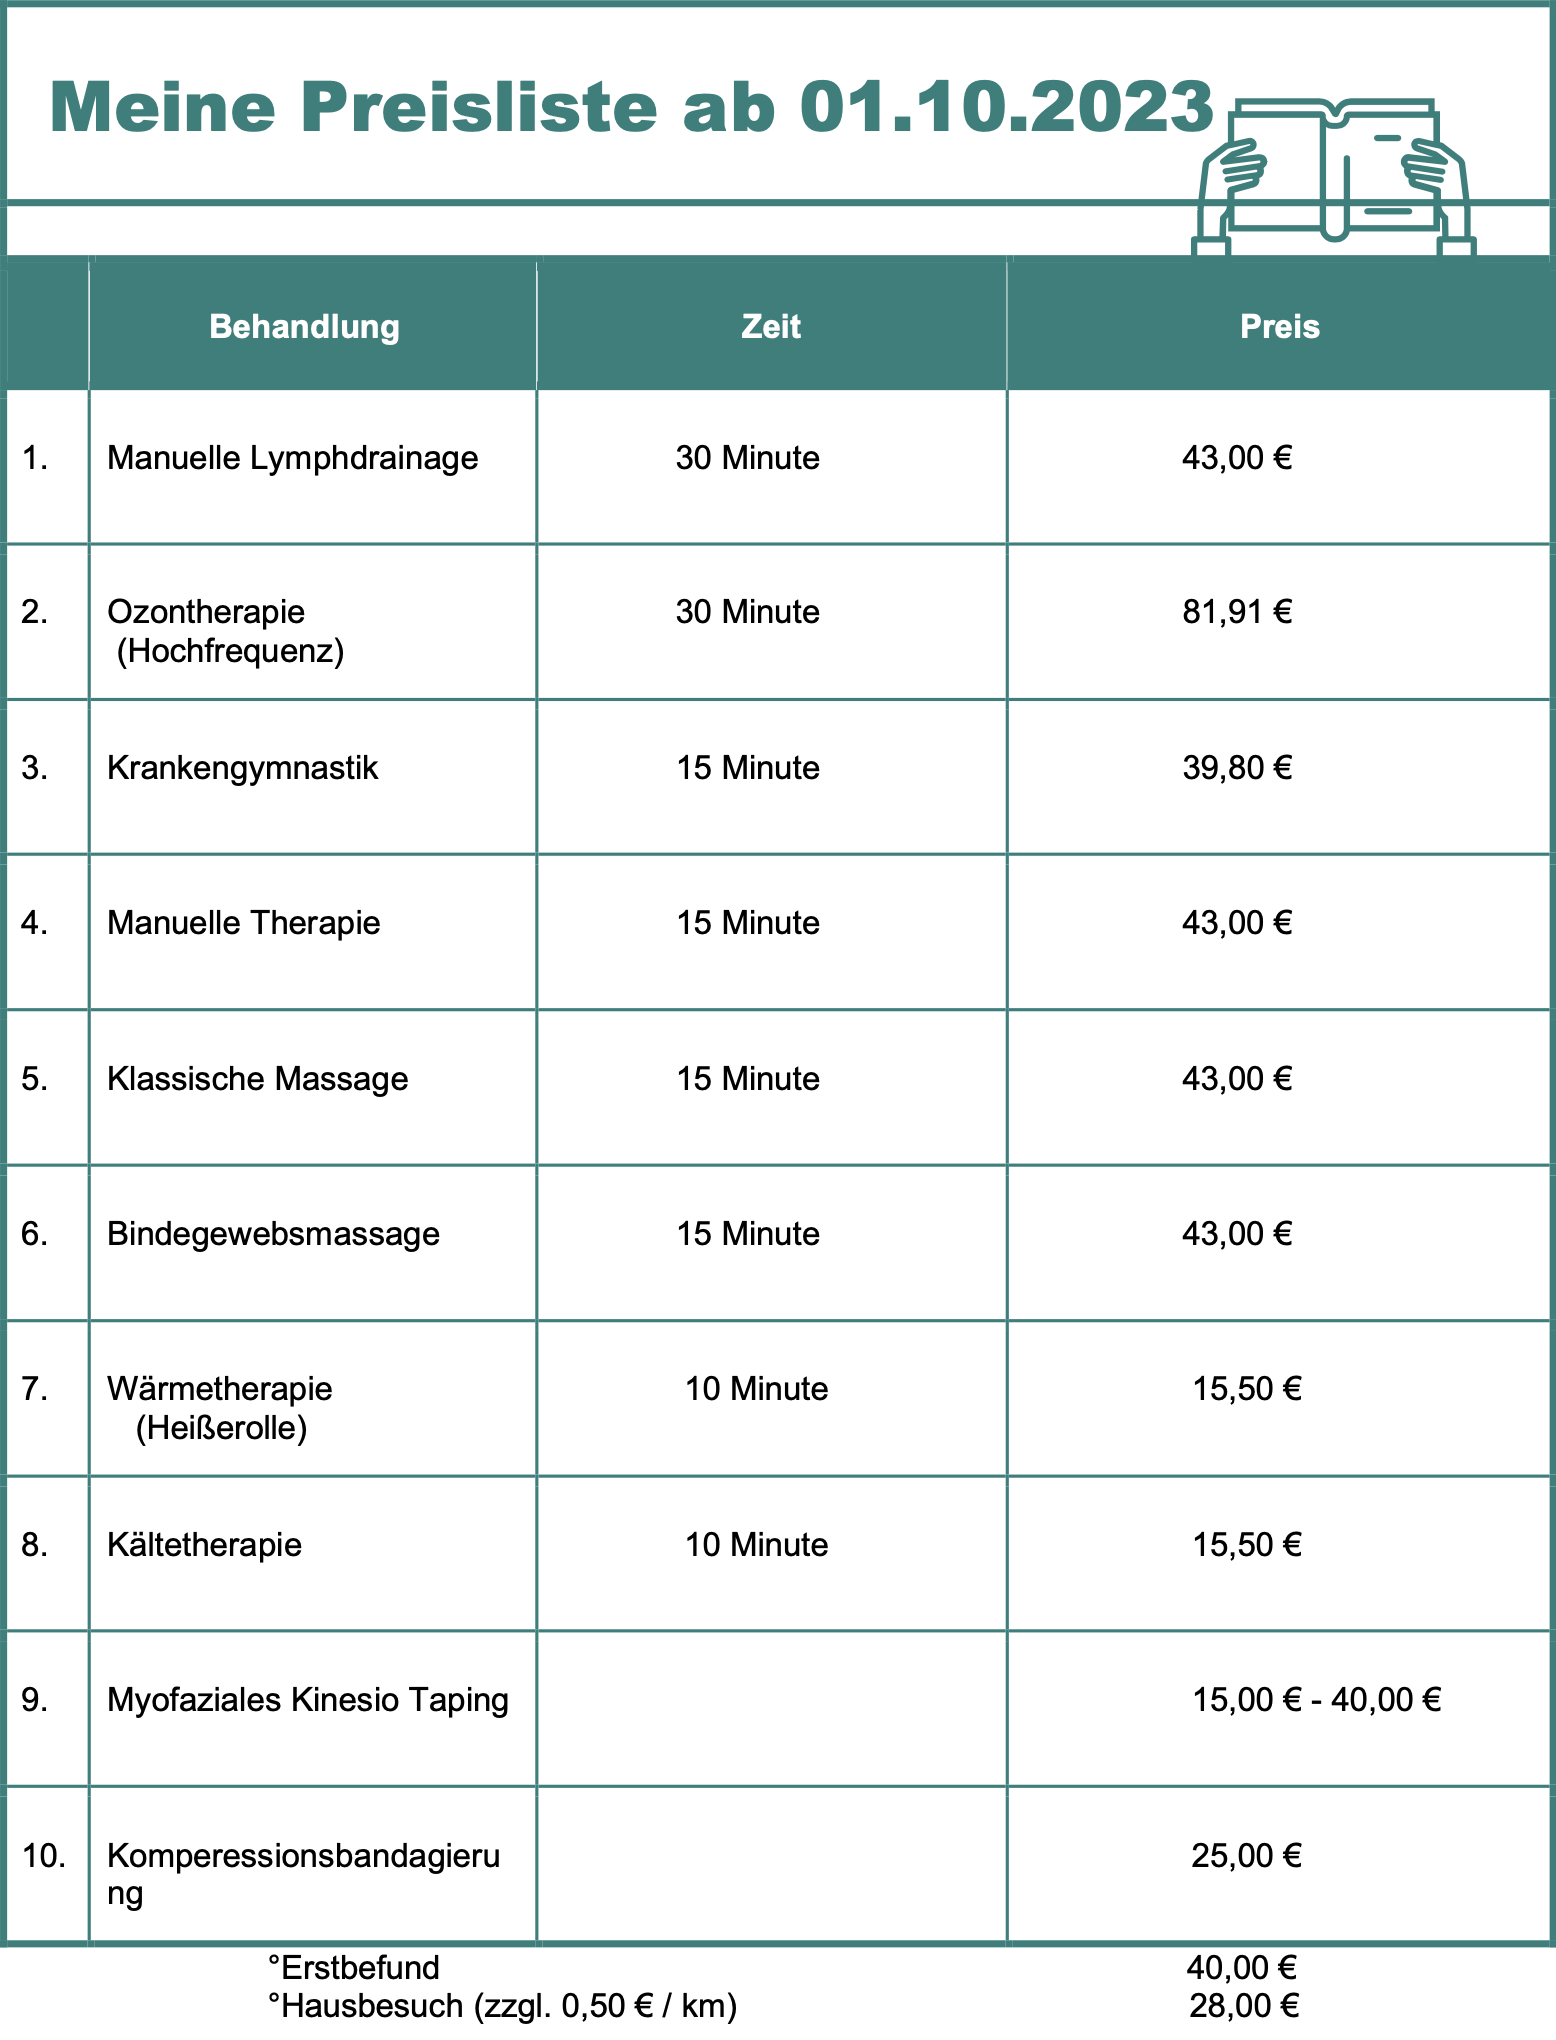 Meine Preisliste ab 01.10.2023
Behandlung Zeit Preis
1. Manuelle Lymphdrainage 30 Minute 43,00 €
2. Ozontherapie 30 Minute 81,91 €
(Hochfrequenz)
3. Krankengymnastik 15 Minute 39,80 €
4. Manuelle Therapie 15 Minute 43,00 €
5. Klassische Massage 15 Minute 43,00 €
6. Bindegewebsmassage 15 Minute 43,00 €
7. Wärmetherapie 10 Minute 15,50 €
(Heißerolle)
8. Kältetherapie 10 Minute 15,50 €
9. Myofaziales Kinesio Taping 15,00 € - 40,00 €
10. Komperessionsbandagieru 25,00 €
ng
°Erstbefund 40,00 €
°Hausbesuch (zzgl. 0,50 € / km) 28,00 €